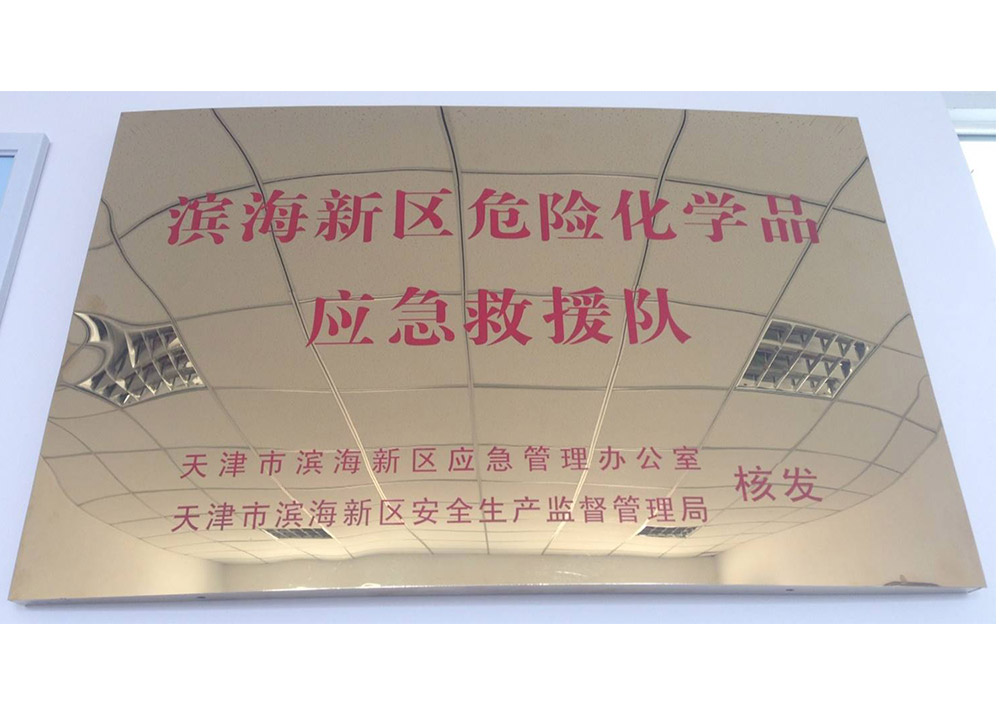 滨海新区危险化学品
应急救援队
天津市滨海新区应急管理办公室
天津市滨海新区安全生产监督管理局
核发